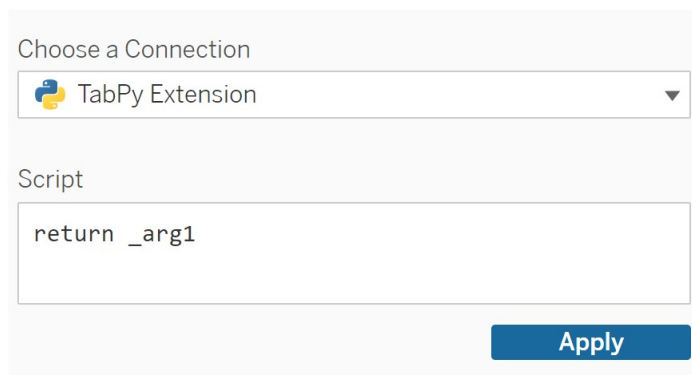 Choose a Connection
TabPy Extension
Script
return _arg1
Apply